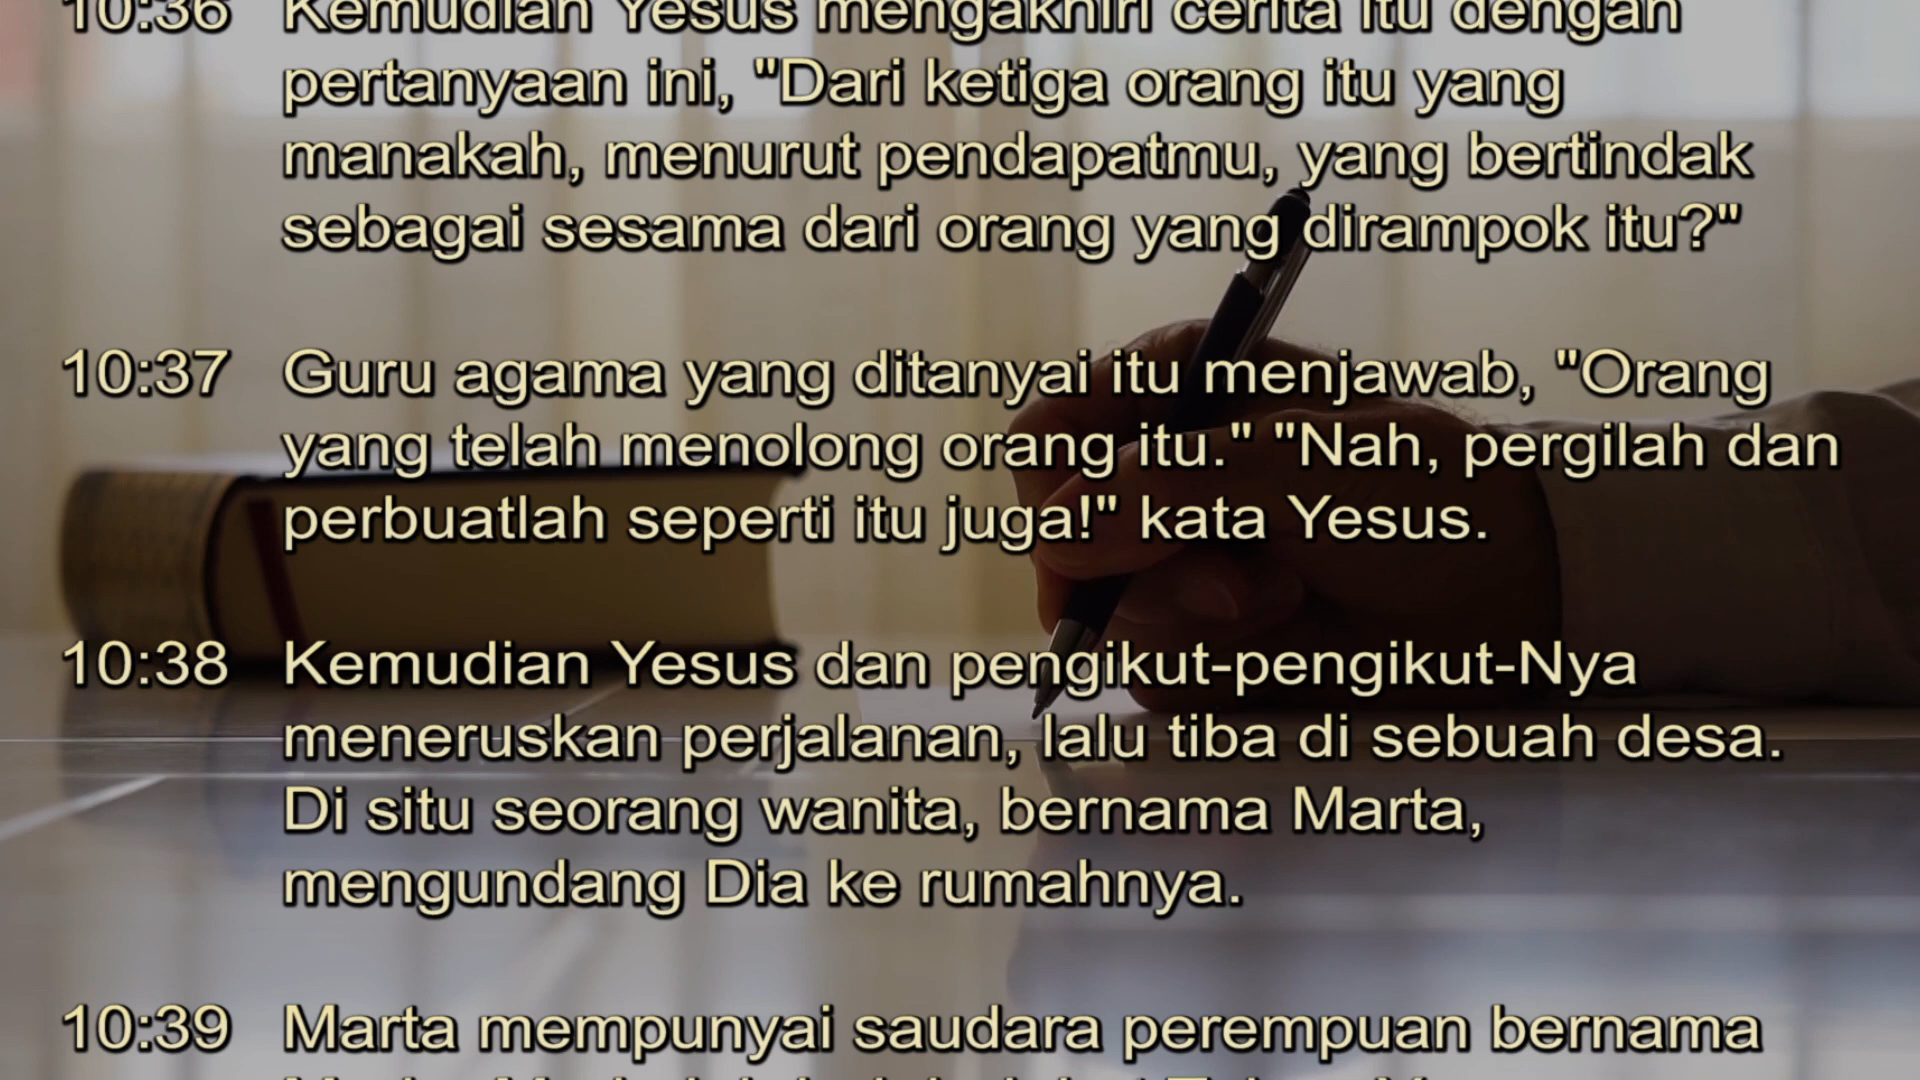 10:36 Kemudian Yesus mengakhiri cerita itu dengan
pertanyaan ini, "Dari ketiga orang itu yang
manakah, menurut pendapatmu, yang bertindak
sebagai sesama dari orang yang dirampok itu?"
10:37 Guru agama yang ditanyai itu menjawab, "Orang
yang telah menolong orang itu." "Nah, pergilah dan
perbuatlah seperti itu juga!" kata Yesus.
10:38 Kemudian Yesus dan pengikut-pengikut-Nya
meneruskan perjalanan, lalu tiba di sebuah desa.
Di situ seorang wanita, bernama Marta,
mengundang Dia ke rumahnya.
10:39 Marta mempunyai saudara perempuan bernama